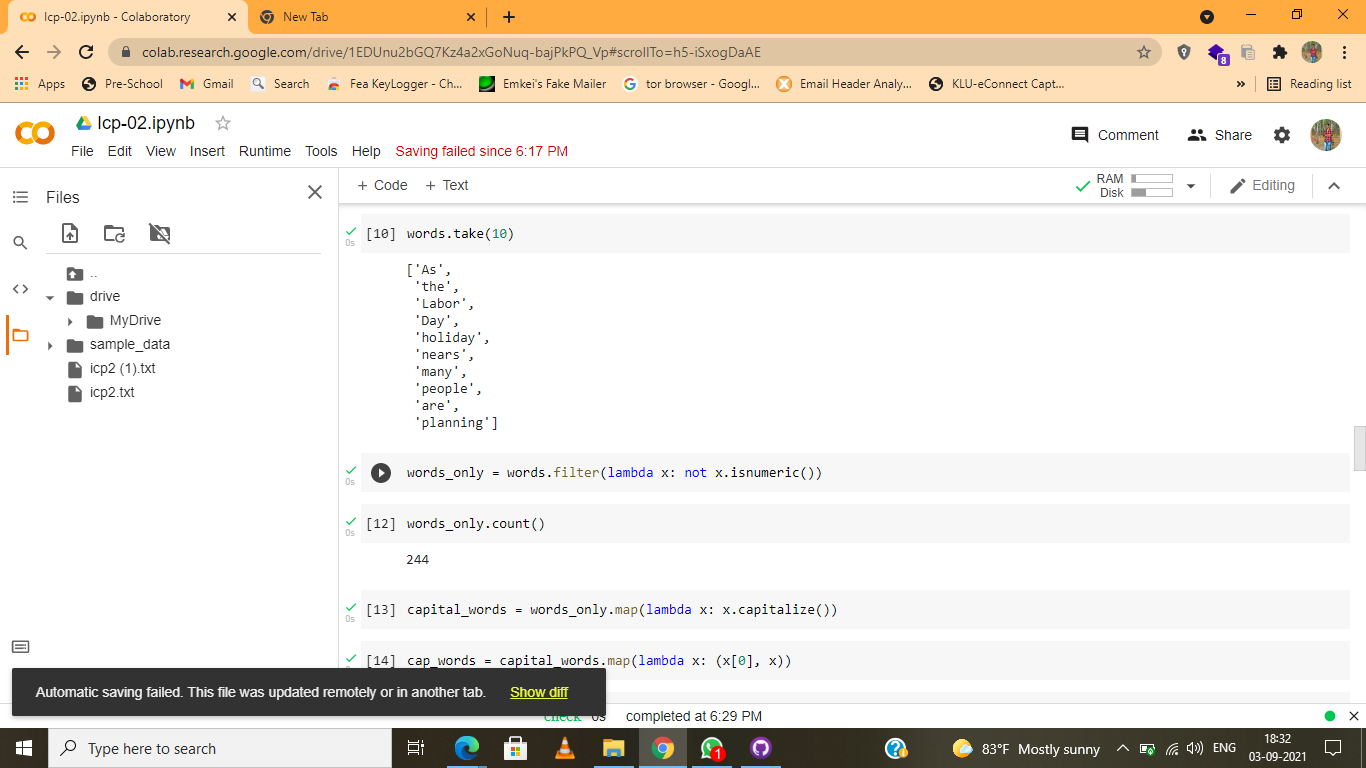 Icp-02.ipynb - Colaboratory
New Tab
colab.research.google.com/drive/1EDUnu2bGQ7Kz4a2xGoNuq-bajPkPQ_Vp#scrollTo=h5-iSxogDaAE
8
Apps Pre-School Gmail Search Fea KeyLogger - Ch... Emkei's Fake Mailer tor browser - Googl... Email Header Analy... KLU-eConnect Capt... » Reading list
Icp-02.ipynb
File Edit View Insert Runtime Tools Help Saving failed since 6:17 PM
Comment Share
Files
+ Code + Text
RAM
Disk
Editing
..
drive
MyDrive
sample_data
icp2 (1).txt
icp2.txt
0s
[10] words.take(10)
['As',
'the',
'Labor',
'Day',
'holiday',
'nears',
'many',
'people',
'are',
'planning']
0s
words_only = words.filter(lambda x: not x.isnumeric())
0s
[12] words_only.count()
244
0s
[13] capital_words = words_only.map(lambda x: x.capitalize())
[14] cap_words = capital_words.map(lambda x: (x[0], x))
Automatic saving failed. This file was updated remotely or in another tab. Show diff
check 0s completed at 6:29 PM
Type here to search
1
83°F Mostly sunny
ENG
18:32
03-09-2021